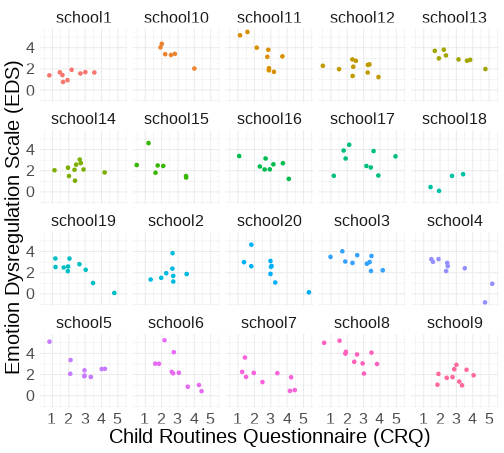 school1 school10 school11 school12 school13
4
2
0
school14 school15 school16 school17 school18
4
2
0
school19 school2 school20 school3 school4
4
2
0
school5 school6 school7 school8 school9
4
2
0
1 2 3 4 5 1 2 3 4 5 1 2 3 4 5 1 2 3 4 5 1 2 3 4 5
Child Routines Questionnaire (CRQ)
Emotion Dysregulation Scale (EDS)